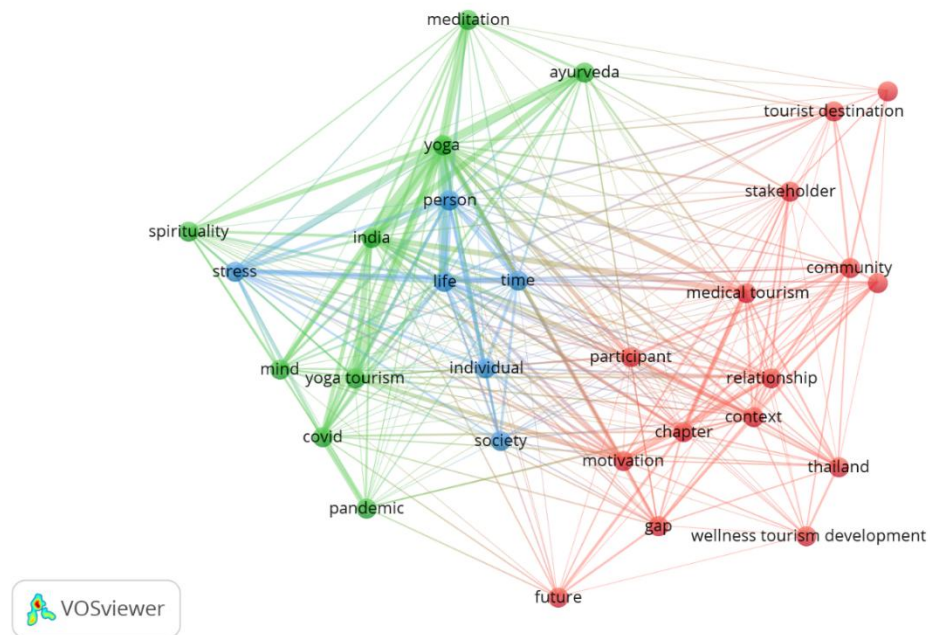 meditation
ayurveda
tourist destination
yoga
stakeholder
person
spirituality
india
stress
community
life
time
medical tourism
participant
mind
yoga tourism
individual
relationship
context
covid
society
chapter
motivation
thailand
pandemic
gap
wellness tourism development
future
VOSviewer